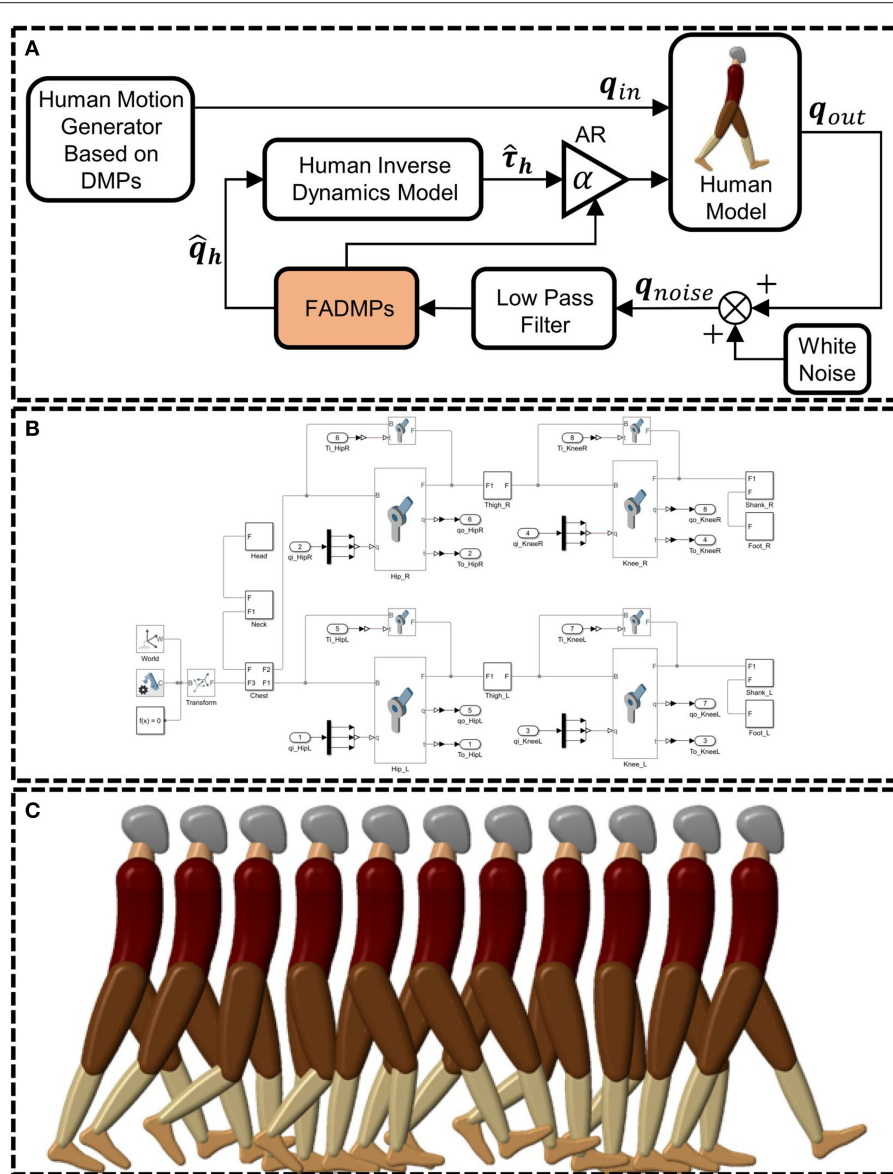 A
Human Motion
Generator
Based on
DMPs
q_in
Human Inverse
Dynamics Model
τ̂_h
AR
α
Human
Model
q_out
q̂_h
FADMPs
Low Pass
Filter
q_noise
+
+
White
Noise
B
6
Ti_HipR
B
F
t
8
Ti_KneeR
B
F
t
B
F
q
q
t
2
qi_HipR
Hip_R
6
qo_HipR
2
To_HipR
F1 F
Thigh_R
B
F
q
q
t
4
qi_KneeR
Knee_R
8
qo_KneeR
4
To_KneeR
F1
Shank_R
F
F
Foot_R
F
Head
F
F1
Neck
W
World
C
f(x) = 0
B F
Transform
F F2
F3 F1
Chest
5
Ti_HipL
B
F
t
7
Ti_KneeL
B
F
t
B
F
q
q
t
1
qi_HipL
Hip_L
5
qo_HipL
1
To_HipL
F1 F
Thigh_L
B
F
q
q
t
3
qi_KneeL
Knee_L
7
qo_KneeL
3
To_KneeL
F1
Shank_L
F
F
Foot_L
C